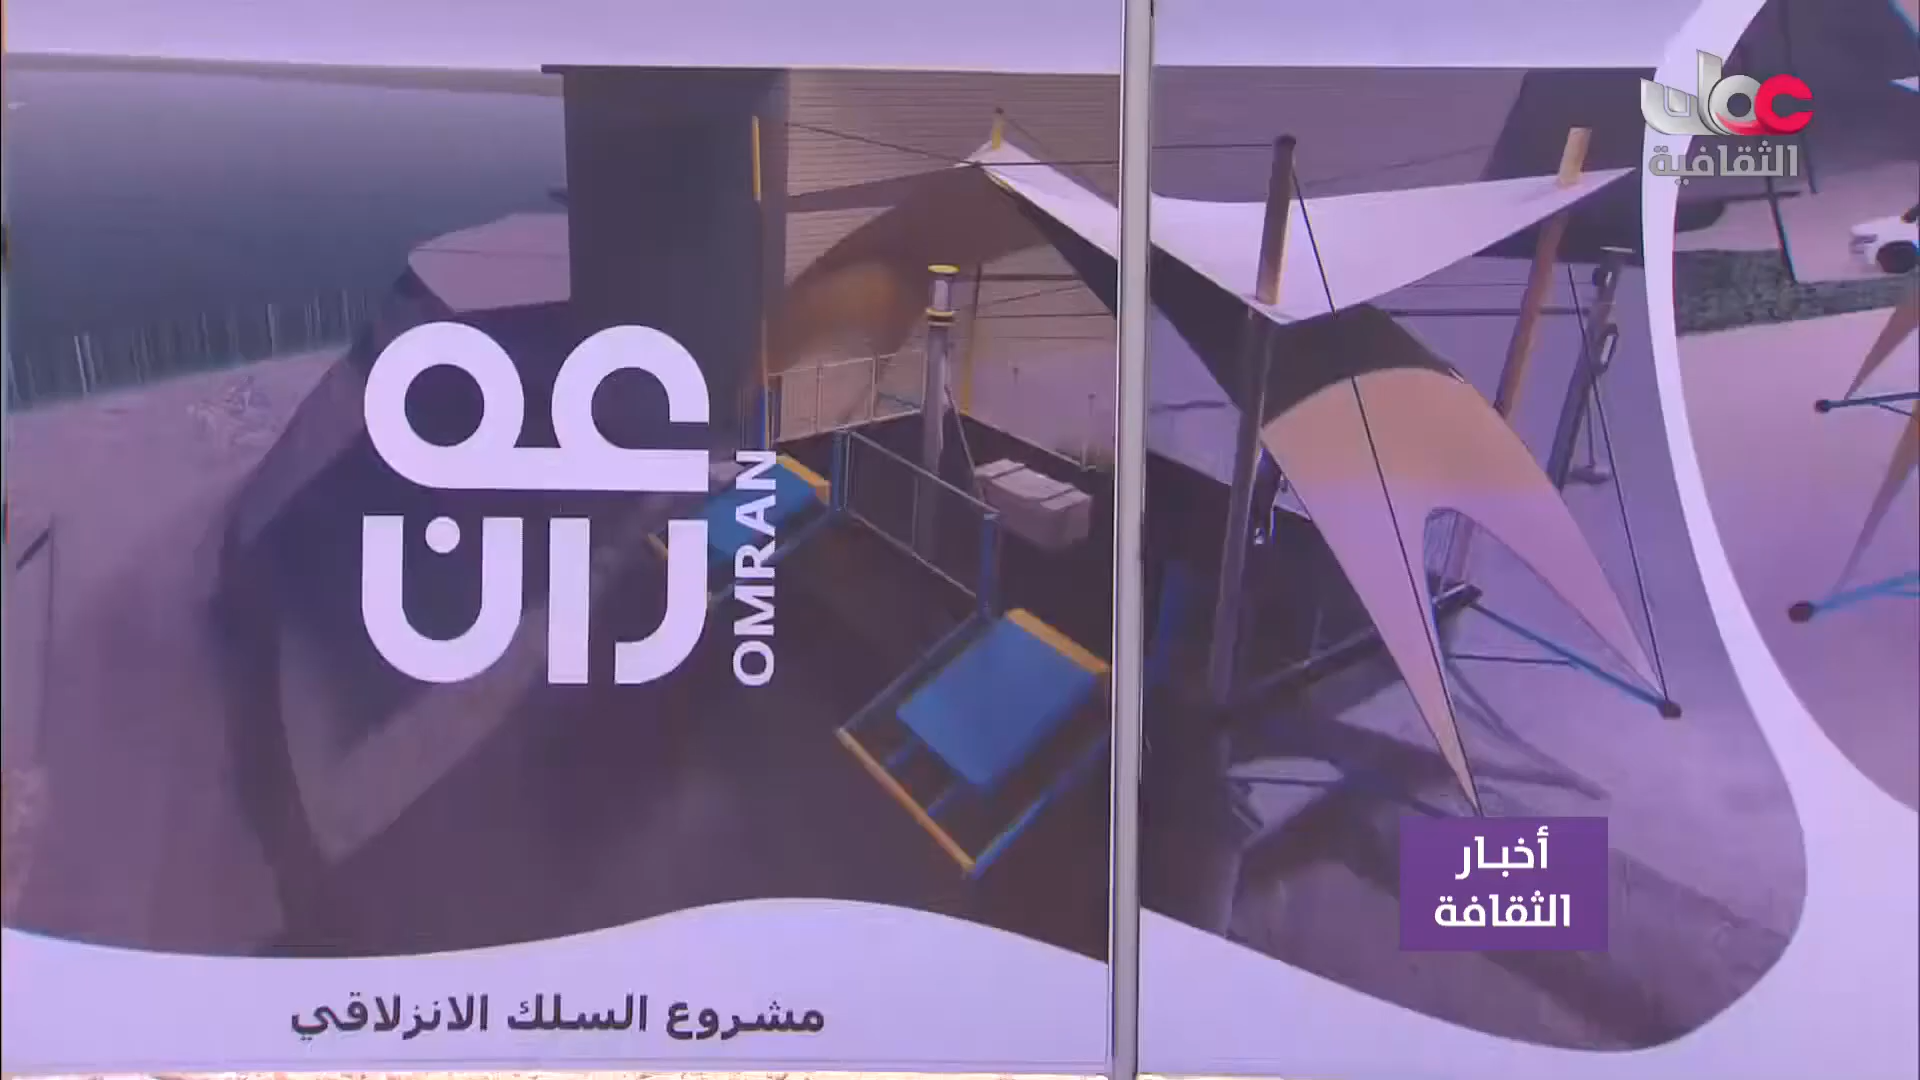 عمان
الثقافية
عمران
OMRAN
أخبار
الثقافة
مشروع السلك الانزلاقي